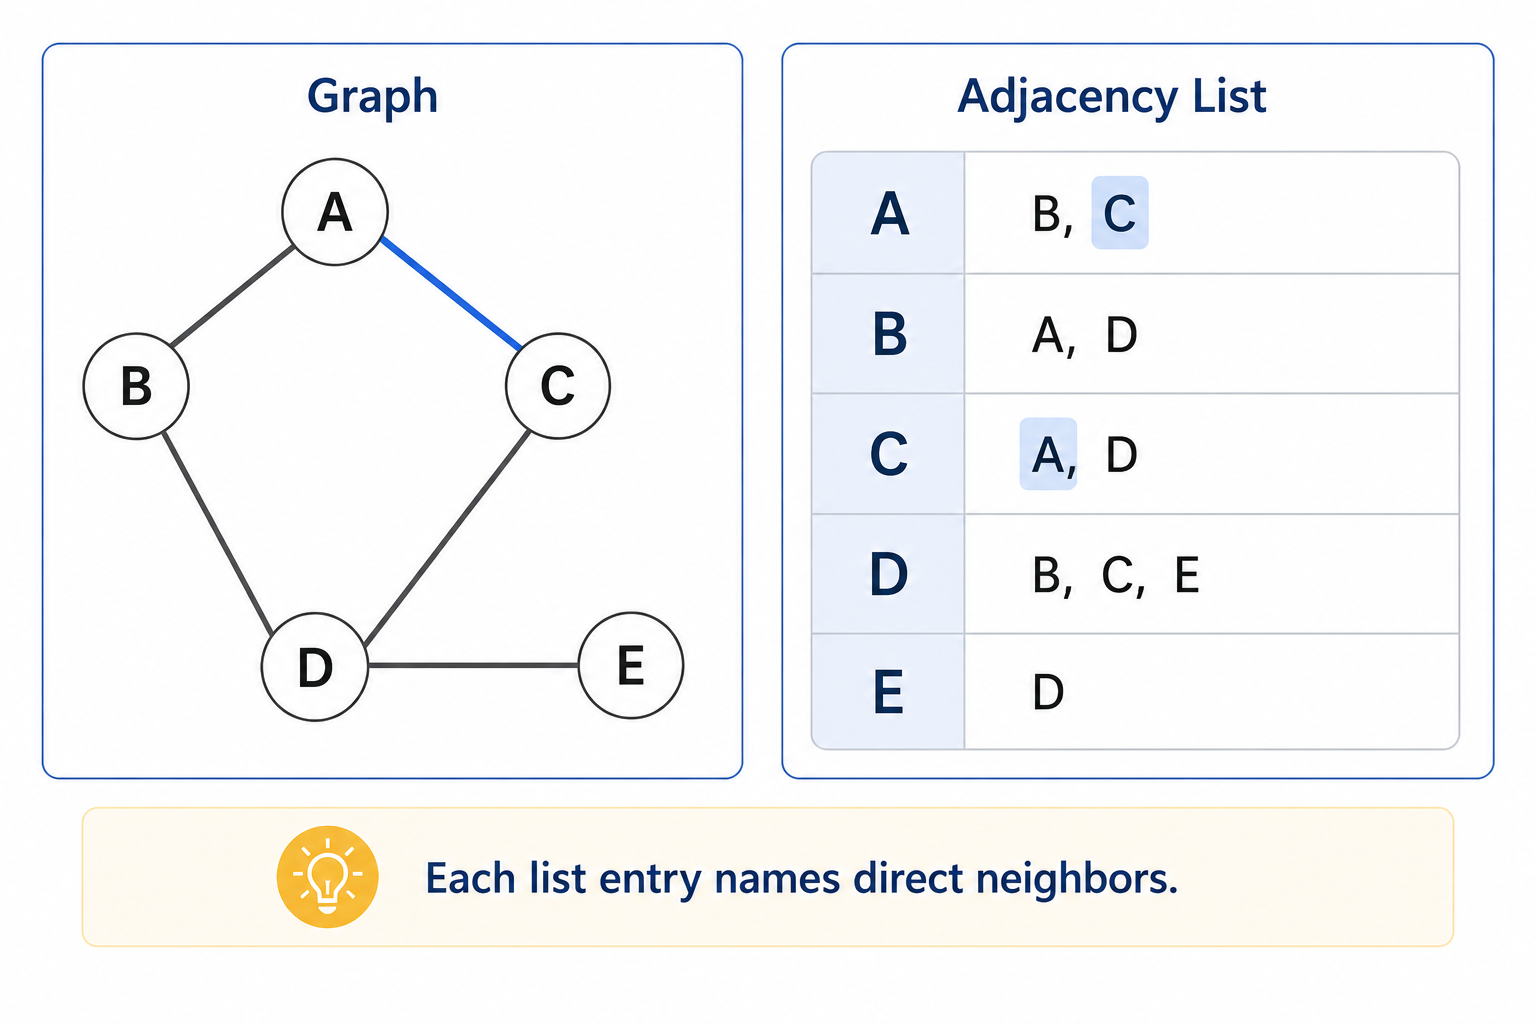 Graph
A
B
C
D
E
Adjacency List
A B, C
B A, D
C A, D
D B, C, E
E D
Each list entry names direct neighbors.